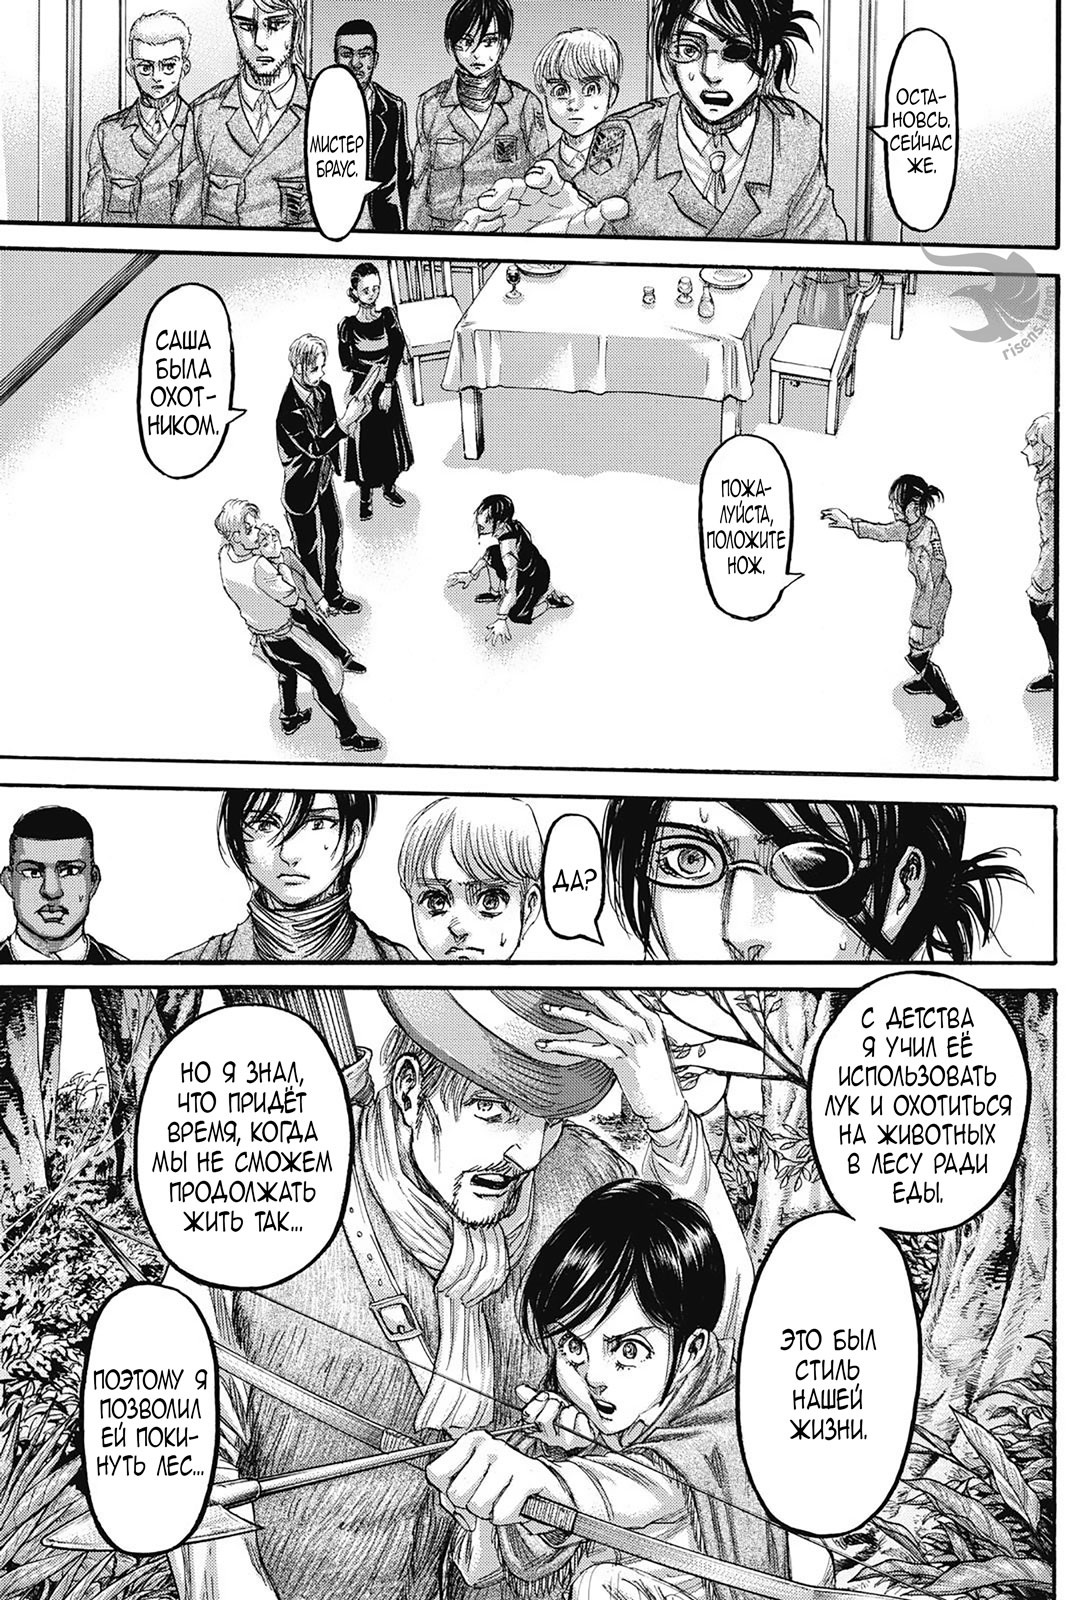 ОСТА-
НОВСЬ.
СЕЙЧАС
ЖЕ.
МИСТЕР
БРАУС.
risens.team
ПОЖА-
ЛУЙСТА,
ПОЛОЖИТЕ
НОЖ.
САША
БЫЛА
ОХОТ-
НИКОМ.
ДА?
С ДЕТСТВА
Я УЧИЛ ЕЁ
ИСПОЛЬЗОВАТЬ
ЛУК И ОХОТИТЬСЯ
НА ЖИВОТНЫХ
В ЛЕСУ РАДИ
ЕДЫ.
ЭТО БЫЛ
СТИЛЬ
НАШЕЙ
ЖИЗНИ.
НО Я ЗНАЛ,
ЧТО ПРИДЁТ
ВРЕМЯ, КОГДА
МЫ НЕ СМОЖЕМ
ПРОДОЛЖАТЬ
ЖИТЬ ТАК...
ПОЭТОМУ Я
ПОЗВОЛИЛ
ЕЙ ПОКИ-
НУТЬ ЛЕС...